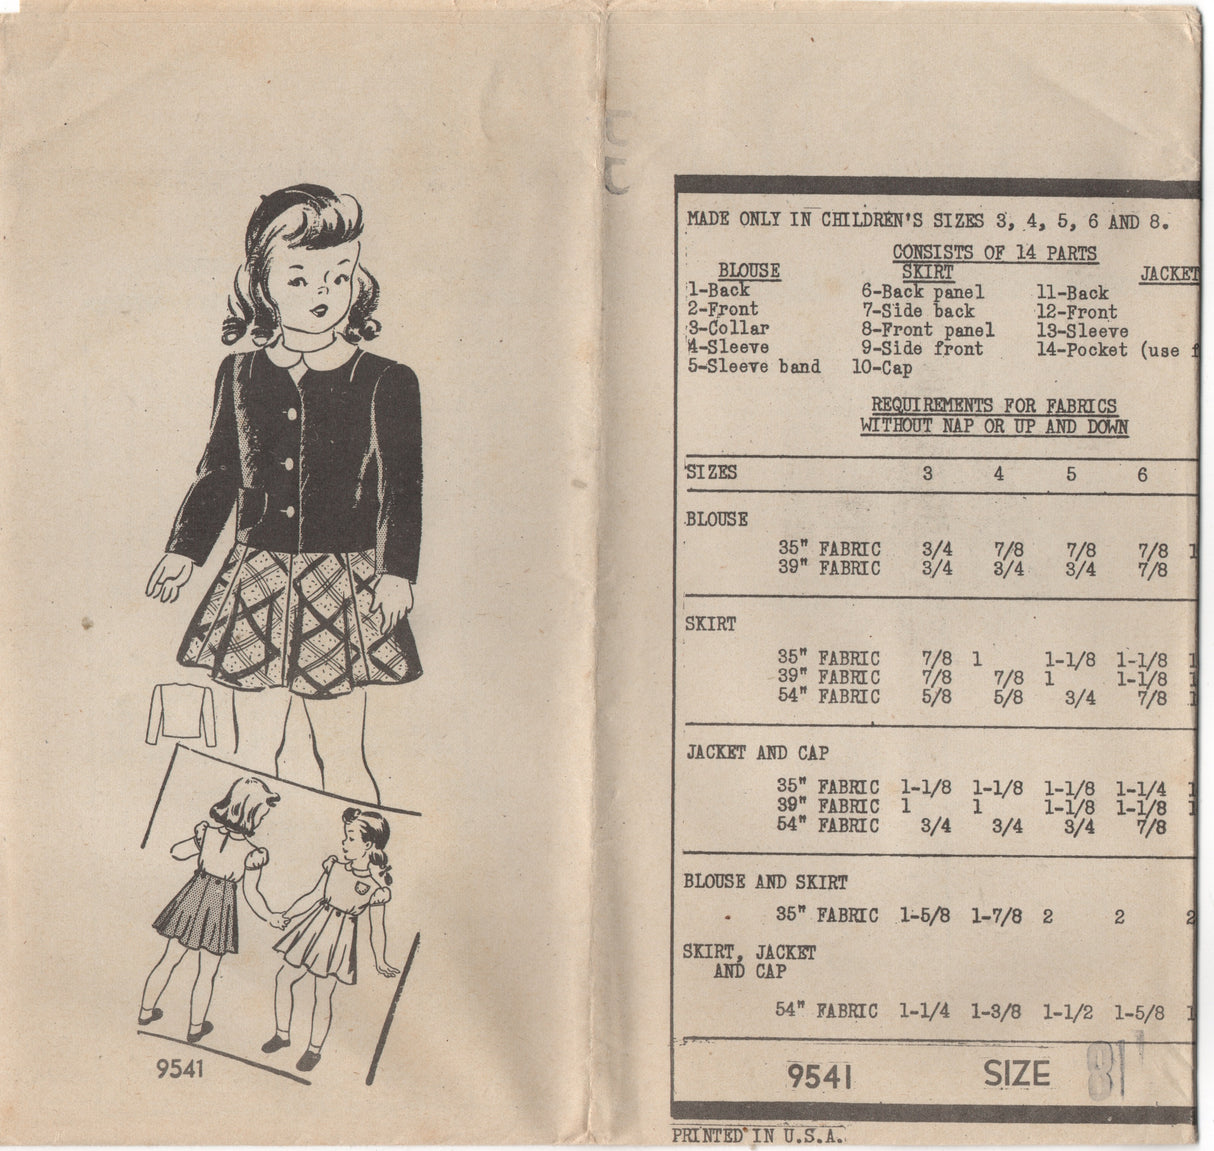 9541
MADE ONLY IN CHILDREN'S SIZES 3, 4, 5, 6 AND 8.
CONSISTS OF 14 PARTS
BLOUSE SKIRT JACKET
1-Back 6-Back panel 11-Back
2-Front 7-Side back 12-Front
3-Collar 8-Front panel 13-Sleeve
4-Sleeve 9-Side front 14-Pocket (use f
5-Sleeve band 10-Cap
REQUIREMENTS FOR FABRICS
WITHOUT NAP OR UP AND DOWN
SIZES 3 4 5 6
BLOUSE
35" FABRIC 3/4 7/8 7/8 7/8 1
39" FABRIC 3/4 3/4 3/4 7/8
SKIRT
35" FABRIC 7/8 1 1-1/8 1-1/8 1
39" FABRIC 7/8 7/8 1 1-1/8 1
54" FABRIC 5/8 5/8 3/4 7/8 1
JACKET AND CAP
35" FABRIC 1-1/8 1-1/8 1-1/8 1-1/4 1
39" FABRIC 1 1 1-1/8 1-1/8 1
54" FABRIC 3/4 3/4 3/4 7/8
BLOUSE AND SKIRT
35" FABRIC 1-5/8 1-7/8 2 2 2
SKIRT, JACKET
AND CAP
54" FABRIC 1-1/4 1-3/8 1-1/2 1-5/8 1
9541 SIZE 8
PRINTED IN U.S.A.